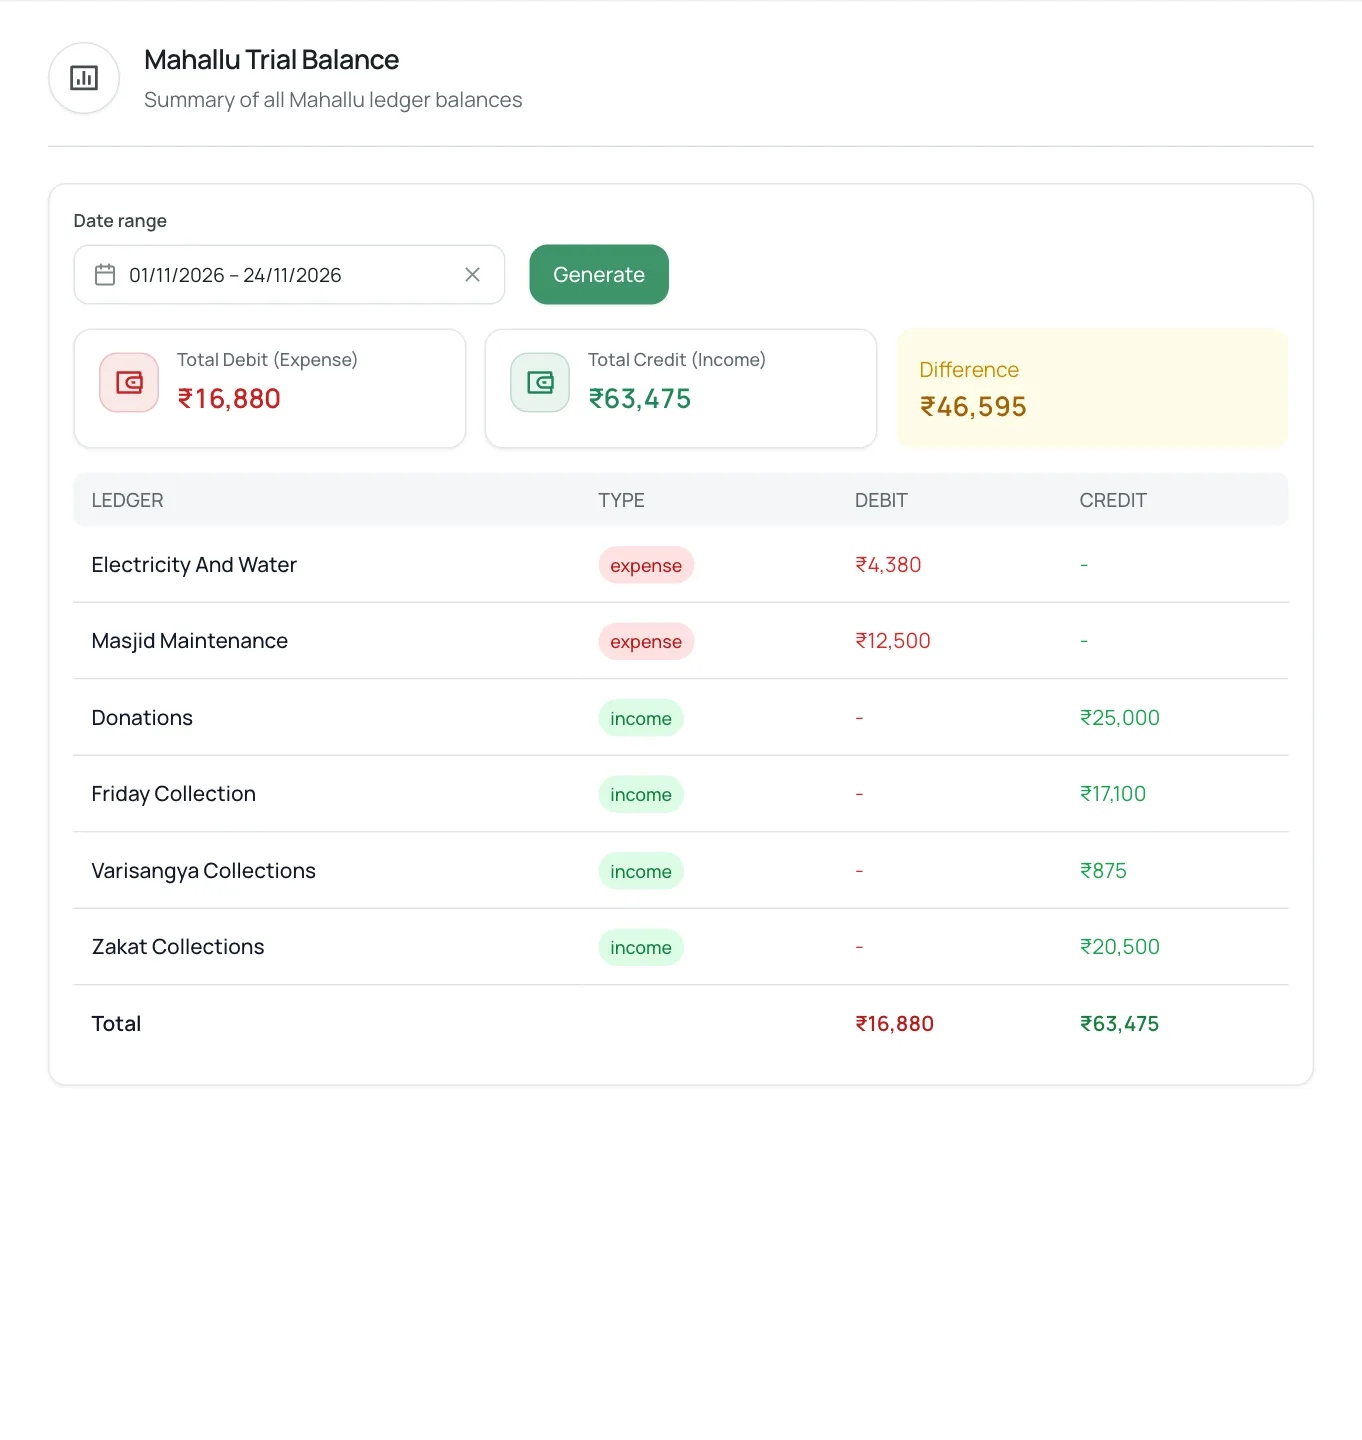 Mahallu Trial Balance
Summary of all Mahallu ledger balances
Date range
01/11/2026 – 24/11/2026
Generate
Total Debit (Expense)
₹16,880
Total Credit (Income)
₹63,475
Difference
₹46,595
LEDGER TYPE DEBIT CREDIT
Electricity And Water expense ₹4,380 -
Masjid Maintenance expense ₹12,500 -
Donations income - ₹25,000
Friday Collection income - ₹17,100
Varisangya Collections income - ₹875
Zakat Collections income - ₹20,500
Total ₹16,880 ₹63,475